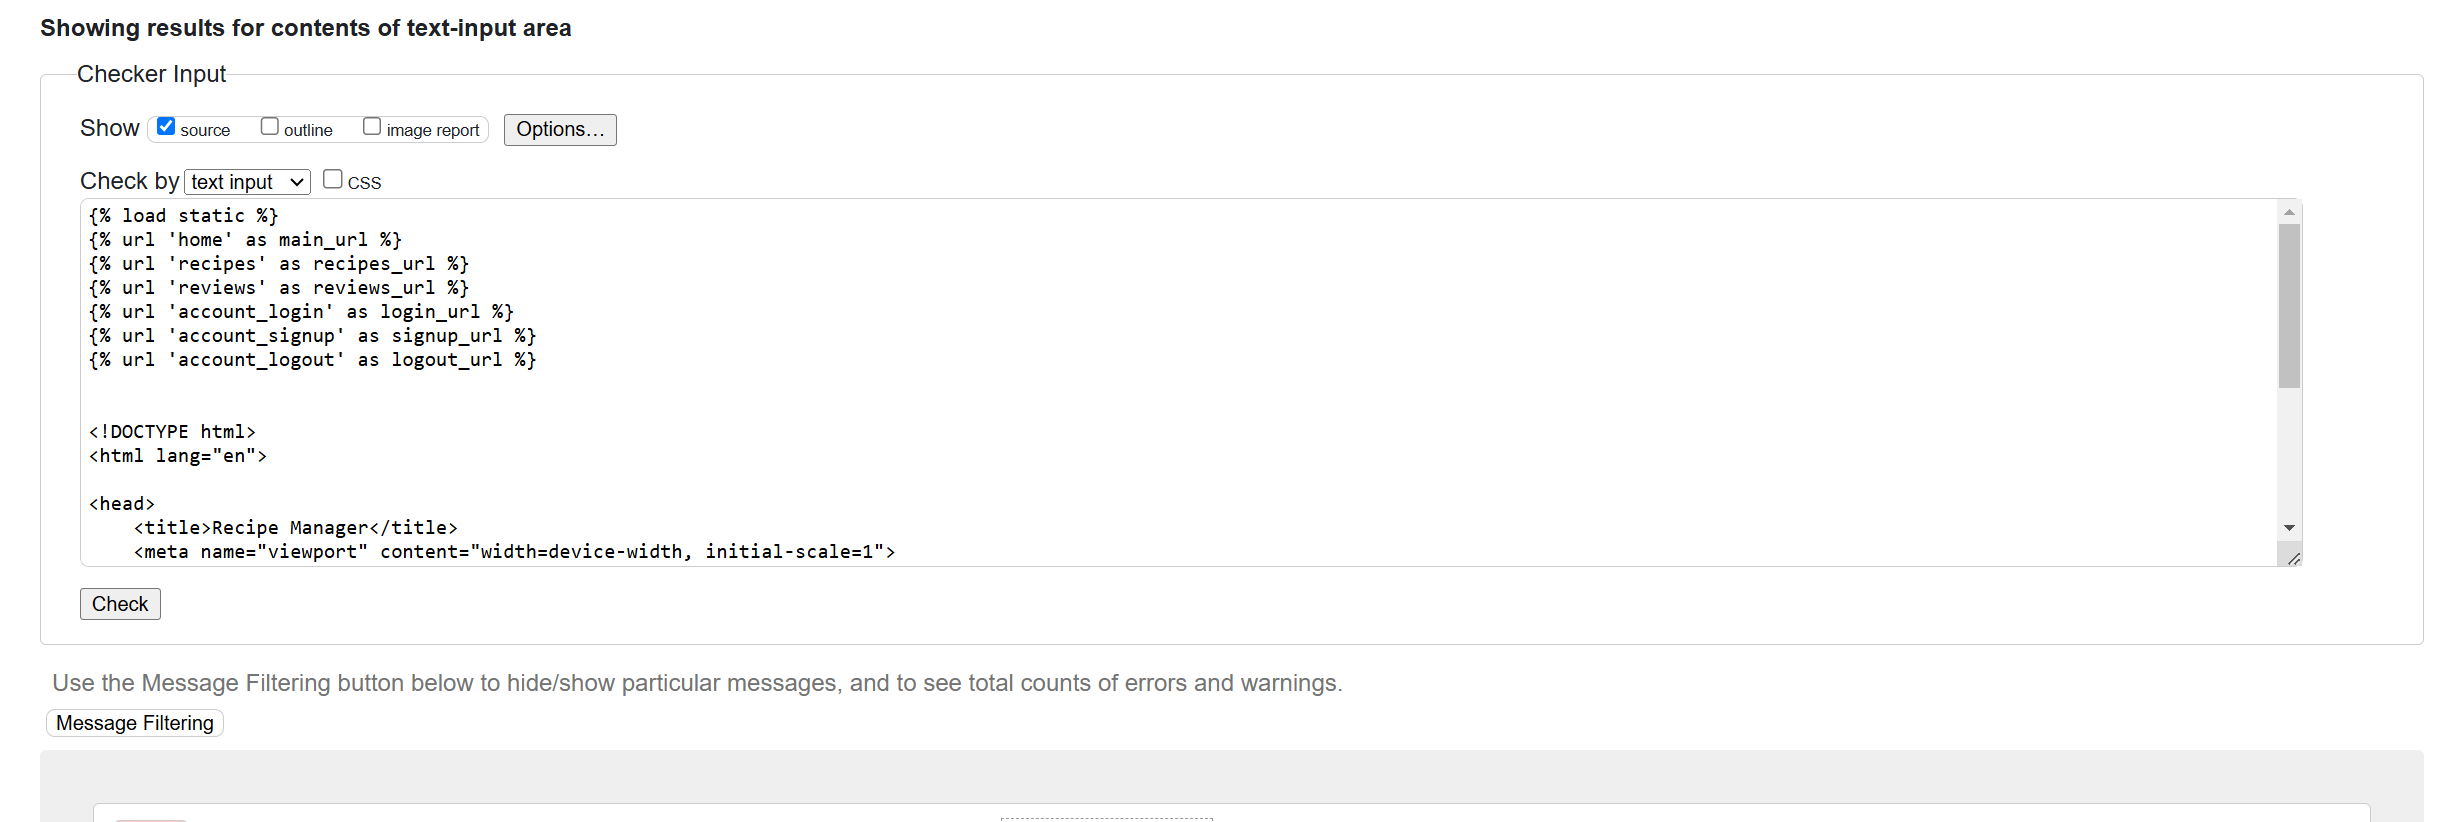 Showing results for contents of text-input area
Checker Input
Show source outline image report Options...
Check by text input CSS
{% load static %}
{% url 'home' as main_url %}
{% url 'recipes' as recipes_url %}
{% url 'reviews' as reviews_url %}
{% url 'account_login' as login_url %}
{% url 'account_signup' as signup_url %}
{% url 'account_logout' as logout_url %}
<!DOCTYPE html>
<html lang="en">
<head>
<title>Recipe Manager</title>
<meta name="viewport" content="width=device-width, initial-scale=1">
Check
Use the Message Filtering button below to hide/show particular messages, and to see total counts of errors and warnings.
Message Filtering